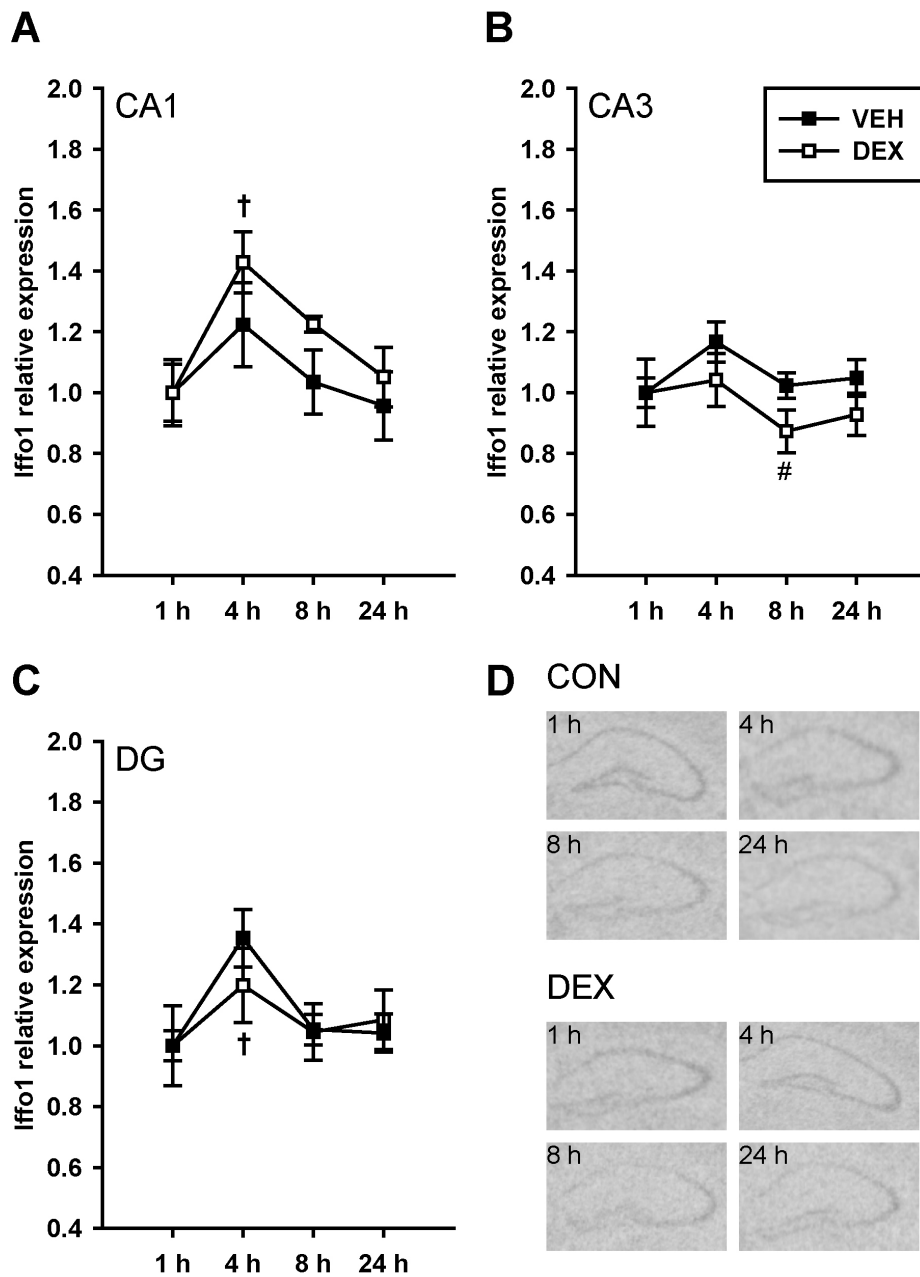 A
CA1
2.0
1.8
1.6
1.4
1.2
1.0
0.8
0.6
0.4
Iffo1 relative expression
†
1 h 4 h 8 h 24 h
B
CA3
VEH
DEX
2.0
1.8
1.6
1.4
1.2
1.0
0.8
0.6
0.4
Iffo1 relative expression
#
1 h 4 h 8 h 24 h
C
DG
2.0
1.8
1.6
1.4
1.2
1.0
0.8
0.6
0.4
Iffo1 relative expression
†
1 h 4 h 8 h 24 h
D
CON
1 h 4 h
8 h 24 h
DEX
1 h 4 h
8 h 24 h